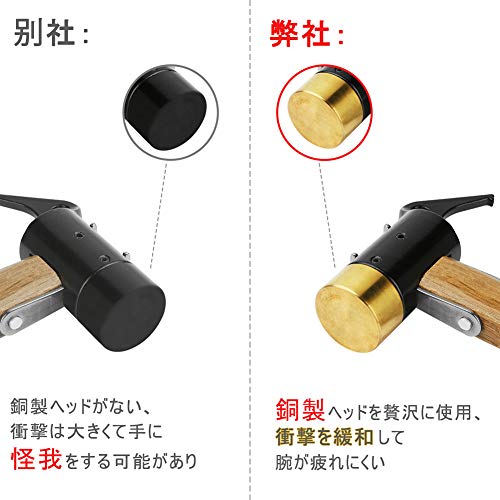 別社：
弊社：
銅製ヘッドがない、
衝撃は大きくて手に
怪我をする可能があり
銅製ヘッドを贅沢に使用、
衝撃を緩和して
腕が疲れにくい